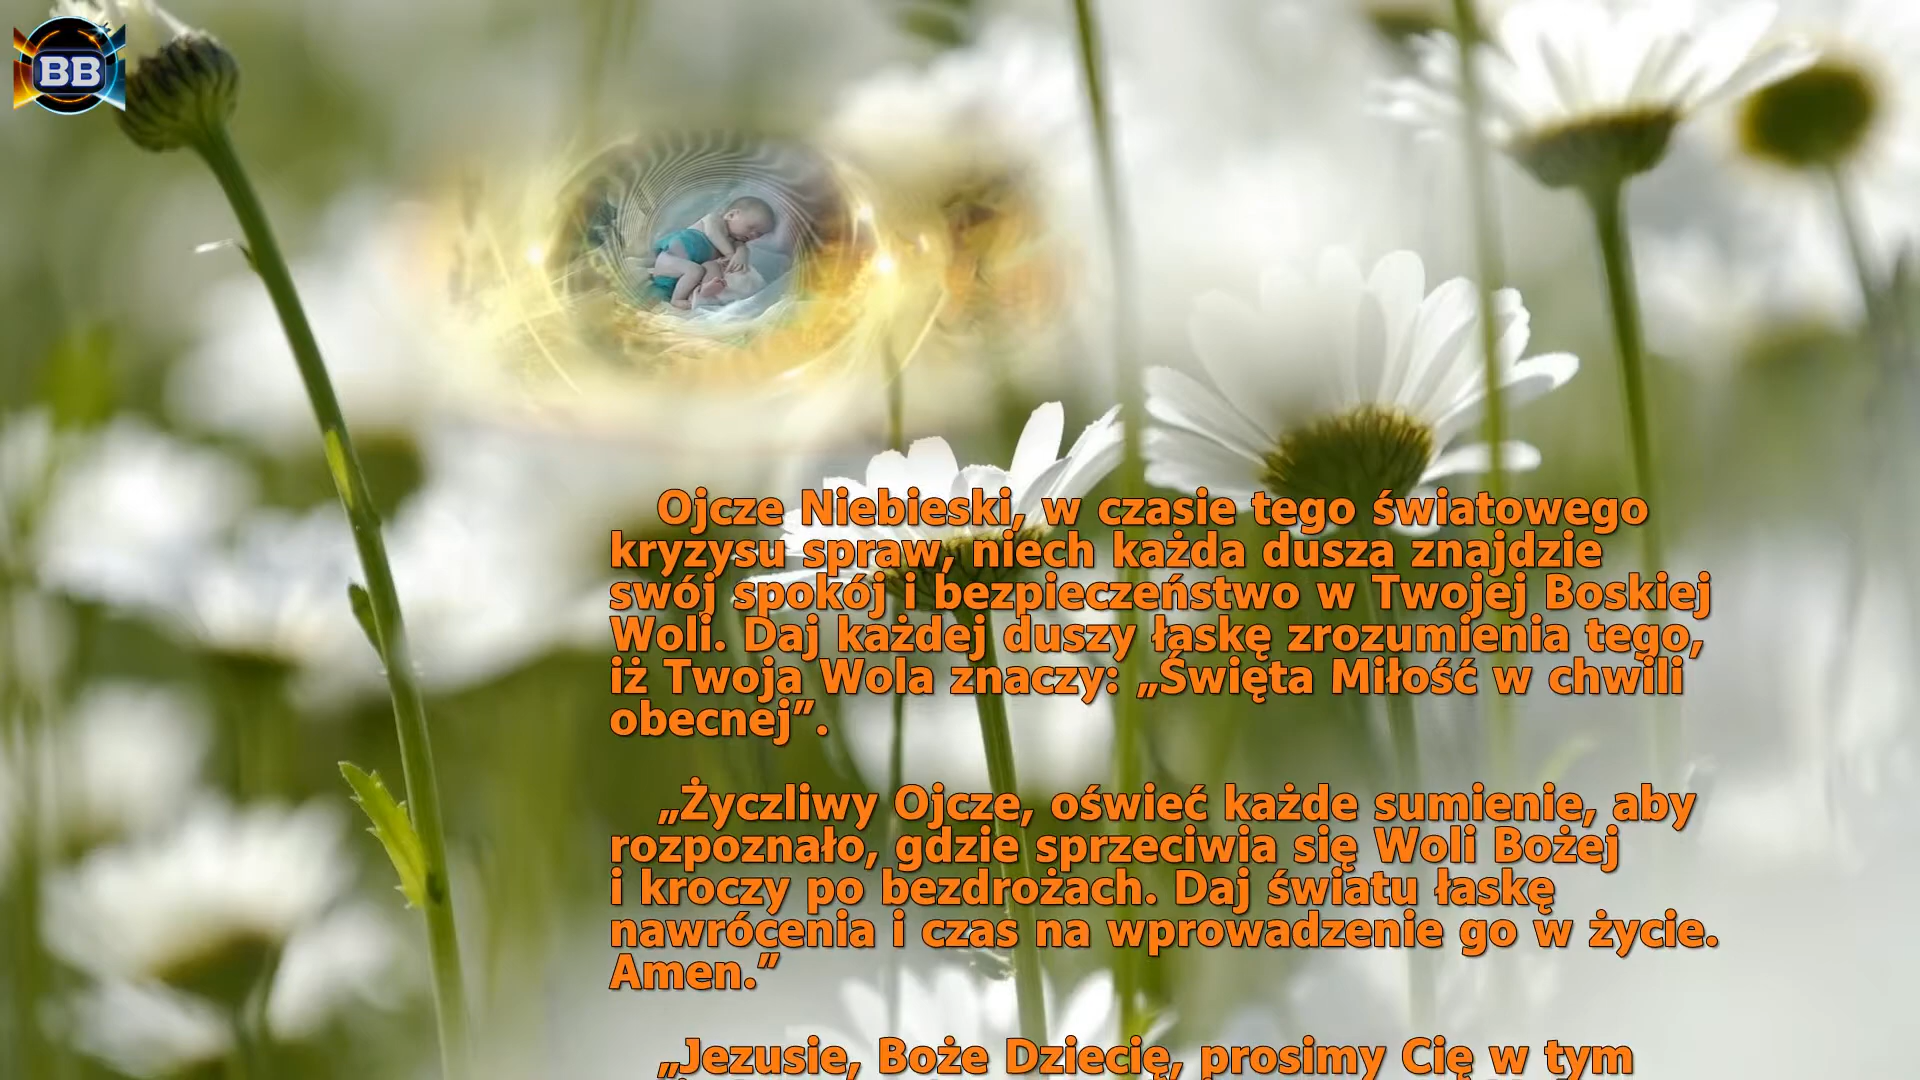 BB
Ojcze Niebieski, w czasie tego światowego
kryzysu spraw, niech każda dusza znajdzie
swój spokój i bezpieczeństwo w Twojej Boskiej
Woli. Daj każdej duszy łaskę zrozumienia tego,
iż Twoja Wola znaczy: „Święta Miłość w chwili
obecnej”.
„Życzliwy Ojcze, oświeć każde sumienie, aby
rozpoznało, gdzie sprzeciwia się Woli Bożej
i kroczy po bezdrożach. Daj światu łaskę
nawrócenia i czas na wprowadzenie go w życie.
Amen.”
„Jezusie, Boże Dziecię, prosimy Cię w tym